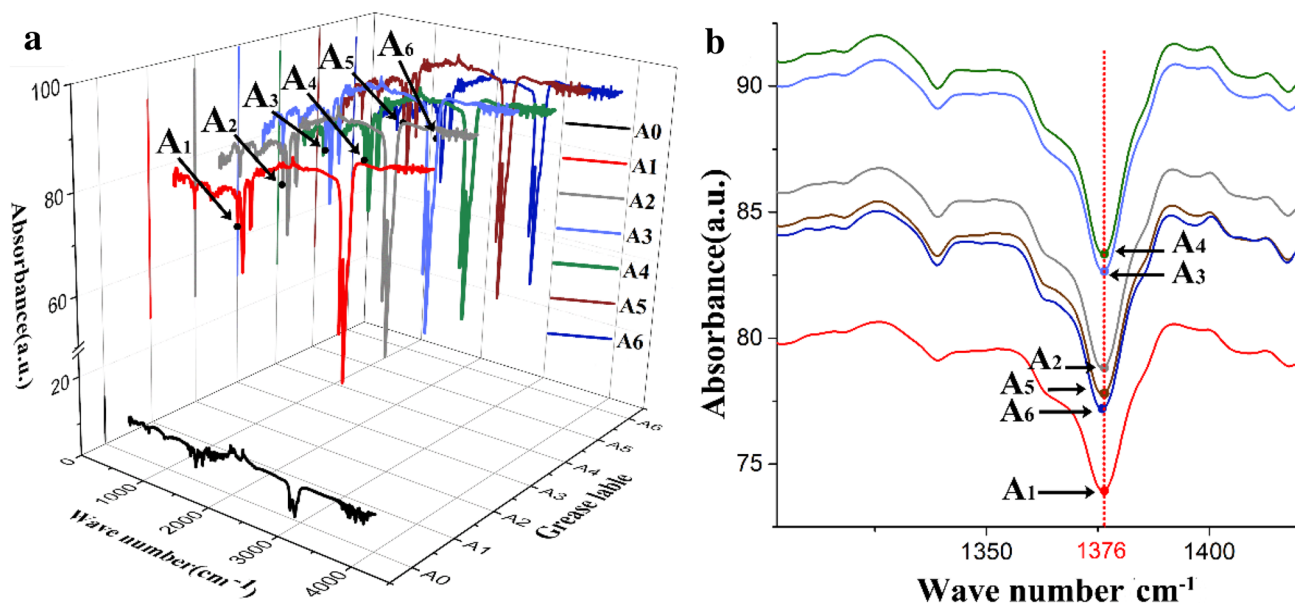 a
A1
A2
A3
A4
A5
A6
100
80
60
20
0
Absorbance(a.u.)
1000
2000
3000
4000
Wave number(cm-1)
A0
A1
A2
A3
A4
A5
A6
Grease lable
A0
A1
A2
A3
A4
A5
A6
b
90
85
80
75
Absorbance(a.u.)
A4
A3
A2
A5
A6
A1
1350
1376
1400
Wave number cm-1